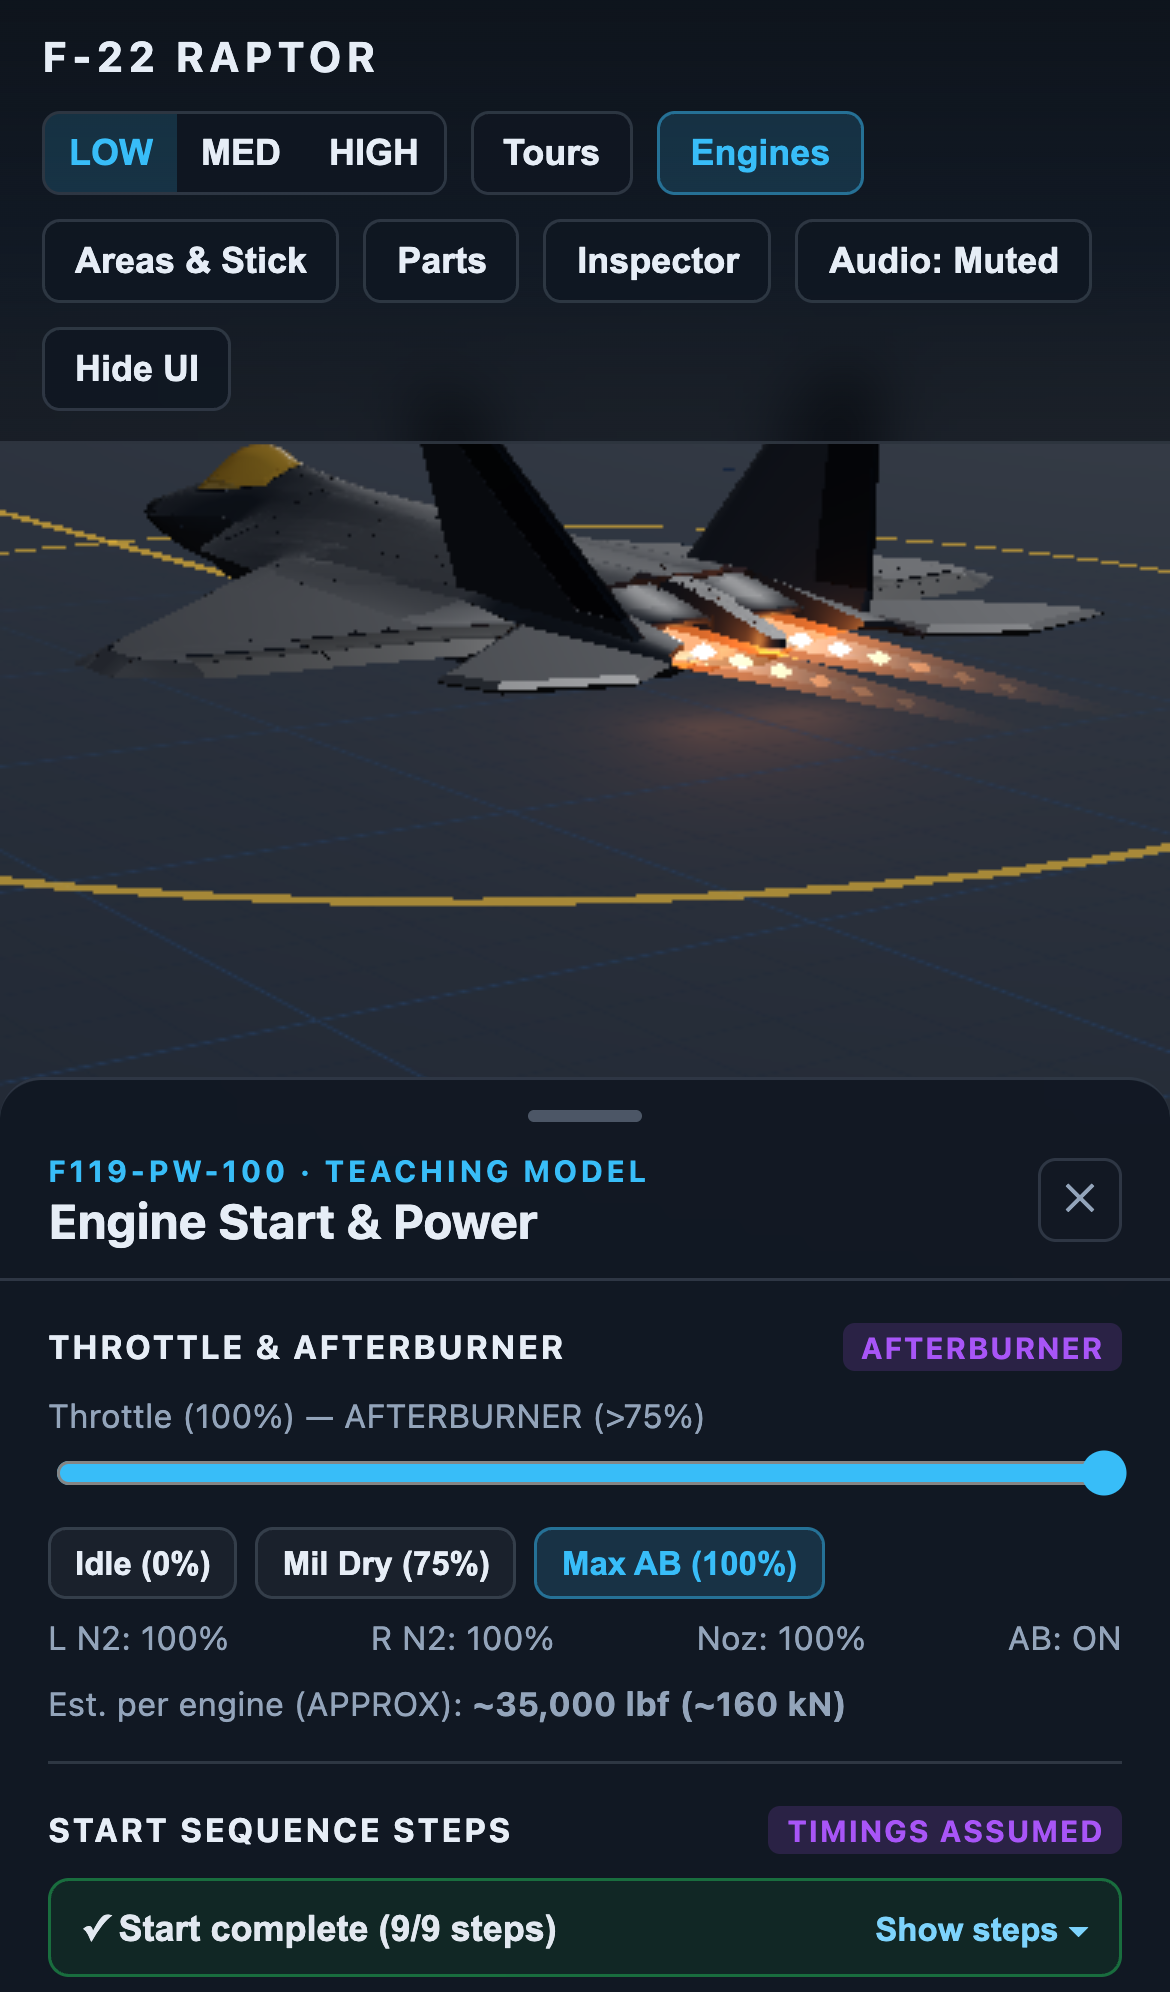 F-22 RAPTOR
LOW MED HIGH Tours Engines
Areas & Stick Parts Inspector Audio: Muted
Hide UI
F119-PW-100 · TEACHING MODEL
Engine Start & Power
THROTTLE & AFTERBURNER AFTERBURNER
Throttle (100%) — AFTERBURNER (>75%)
Idle (0%) Mil Dry (75%) Max AB (100%)
L N2: 100% R N2: 100% Noz: 100% AB: ON
Est. per engine (APPROX): ~35,000 lbf (~160 kN)
START SEQUENCE STEPS TIMINGS ASSUMED
✓ Start complete (9/9 steps) Show steps